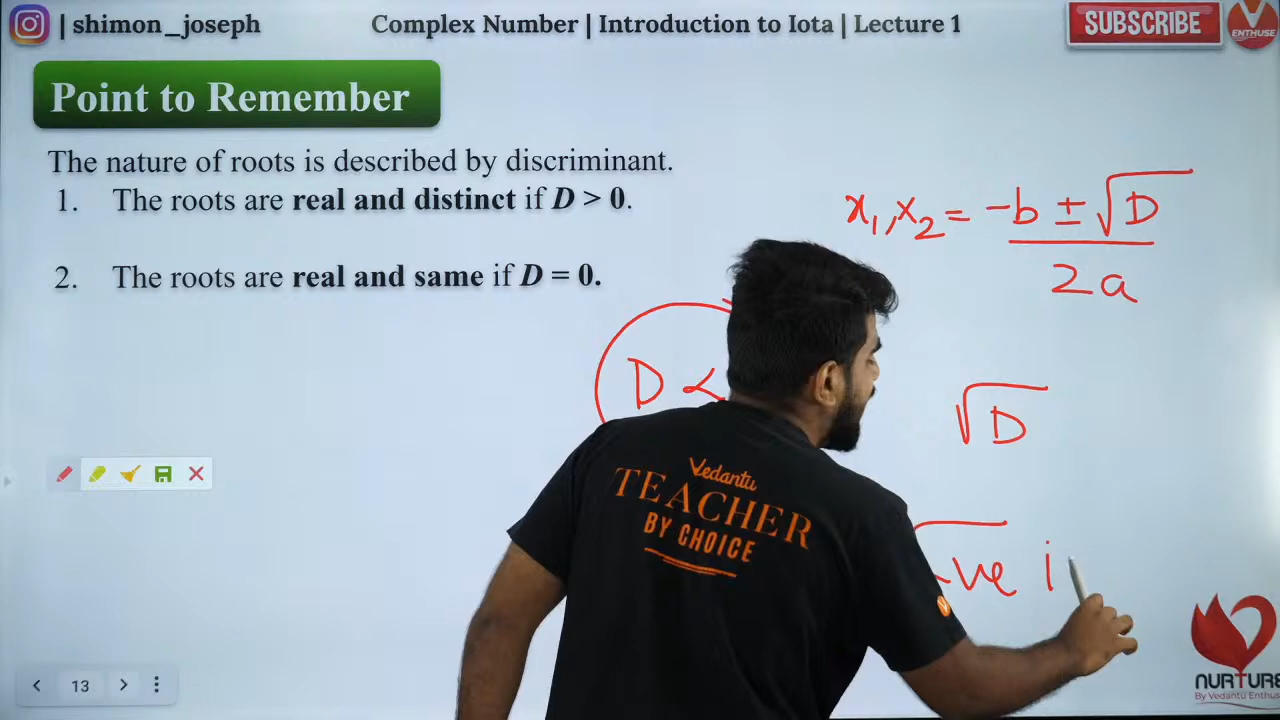 | shimon_joseph
Complex Number | Introduction to Iota | Lecture 1
SUBSCRIBE
V
ENTHUSE
Point to Remember
The nature of roots is described by discriminant.
1. The roots are real and distinct if D > 0.
2. The roots are real and same if D = 0.
x₁, x₂ = -b ± √D
2a
D <
√D
-ve i
Vedantu
TEACHER
BY CHOICE
13
NURTURE
By Vedantu Enthuse